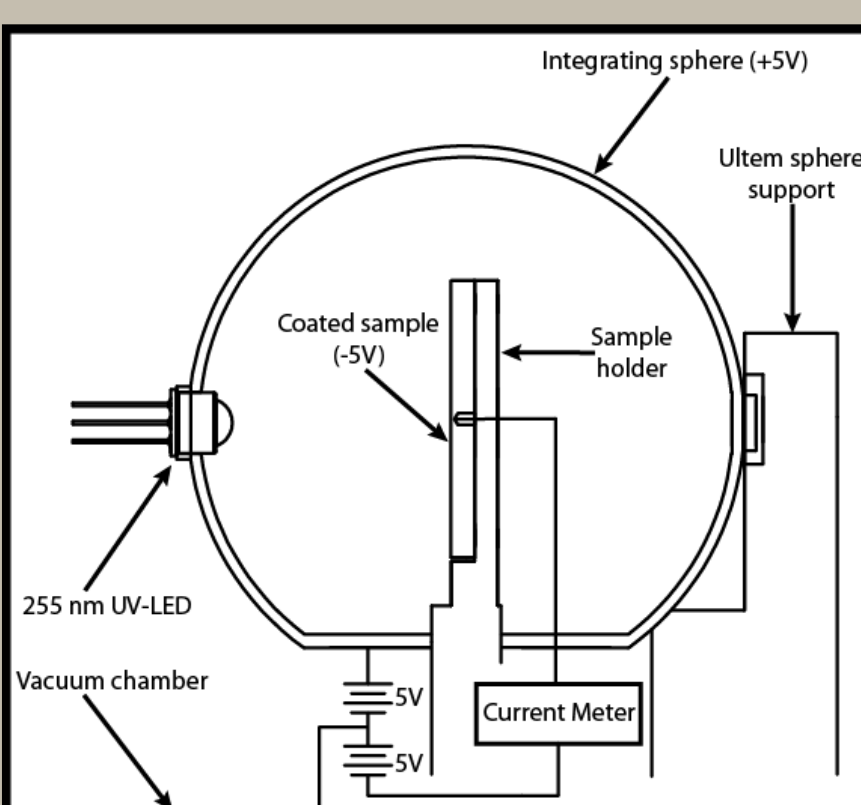 Integrating sphere (+5V)
Ultem sphere
support
Coated sample
(-5V)
Sample
holder
255 nm UV-LED
Vacuum chamber
5V
Current Meter
5V